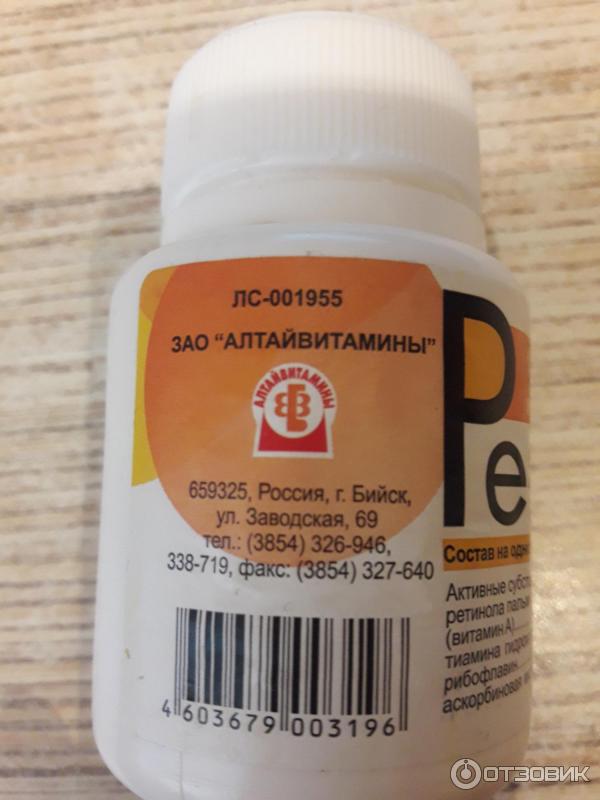 ЛС-001955
ЗАО "АЛТАЙВИТАМИНЫ"
АЛТАЙВИТАМИНЫ
659325, Россия, г. Бийск,
ул. Заводская, 69
тел.: (3854) 326-946,
338-719, факс: (3854) 327-640
4 603679 003196
Ре
Состав на одн
Активные субст
ретинола паль
(витамин А)
тиамина гидро
рибофлавин
аскорбиновая
ОТЗОВИК